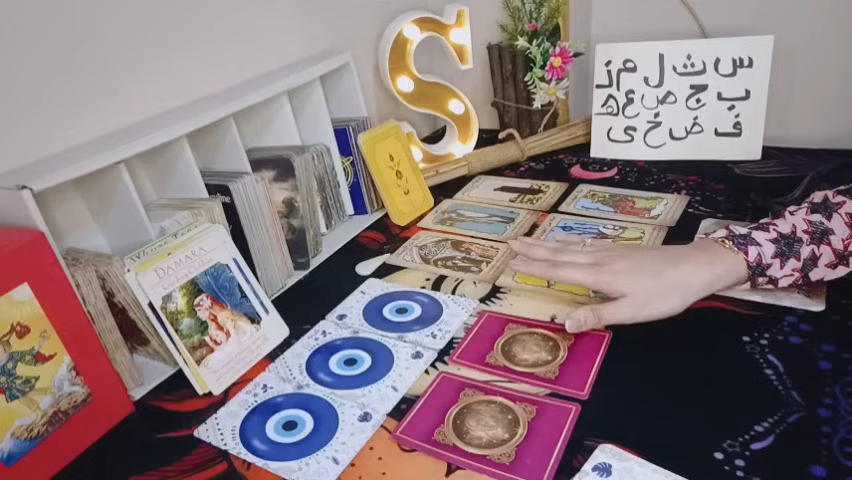 S
س ث ل م ز
ب ج ص ع ه
ف ض خ ى
DAMARA